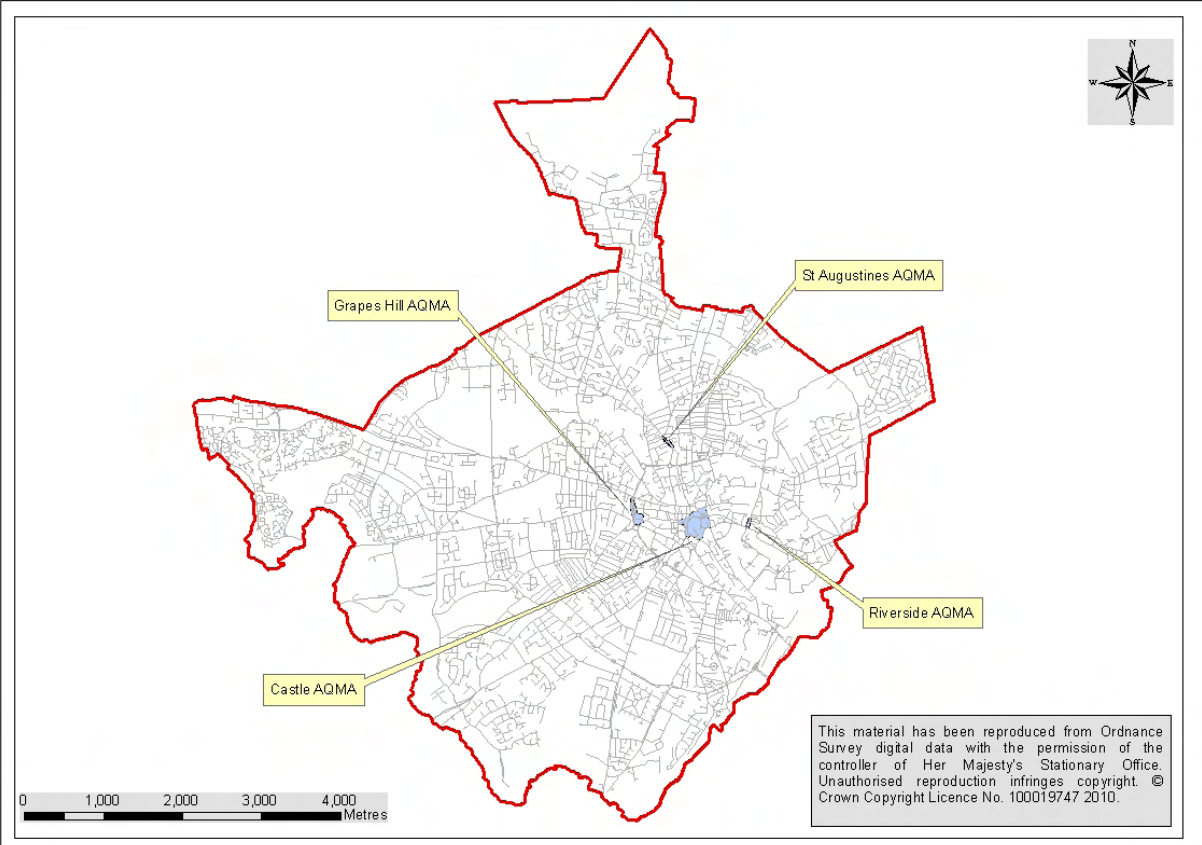 N
W E
S
St Augustines AQMA
Grapes Hill AQMA
Riverside AQMA
Castle AQMA
This material has been reproduced from Ordnance
Survey digital data with the permission of the
controller of Her Majesty's Stationary Office.
Unauthorised reproduction infringes copyright. ©
Crown Copyright Licence No. 100019747 2010.
0 1,000 2,000 3,000 4,000
Metres